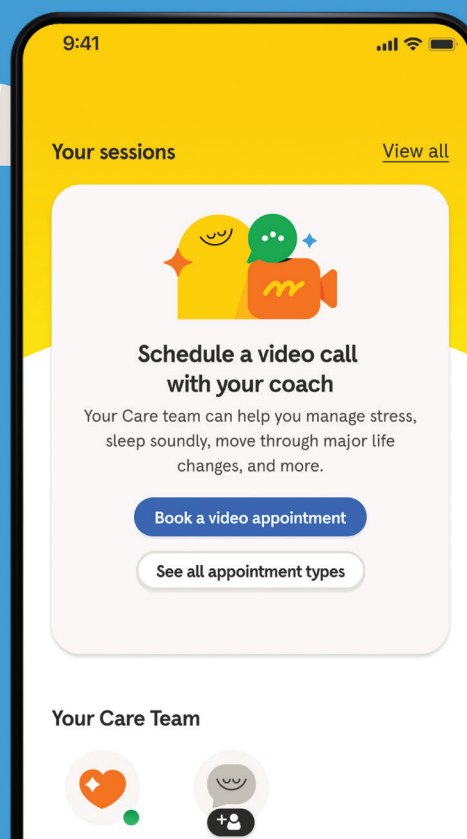 9:41
Your sessions View all
Schedule a video call
with your coach
Your Care team can help you manage stress,
sleep soundly, move through major life
changes, and more.
Book a video appointment
See all appointment types
Your Care Team